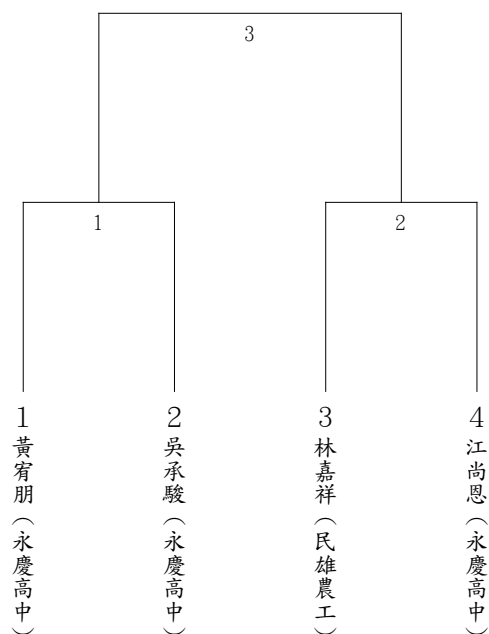 3
1
2
1 黃宥朋(永慶高中)
2 吳承駿(永慶高中)
3 林嘉祥(民雄農工)
4 江尚恩(永慶高中)